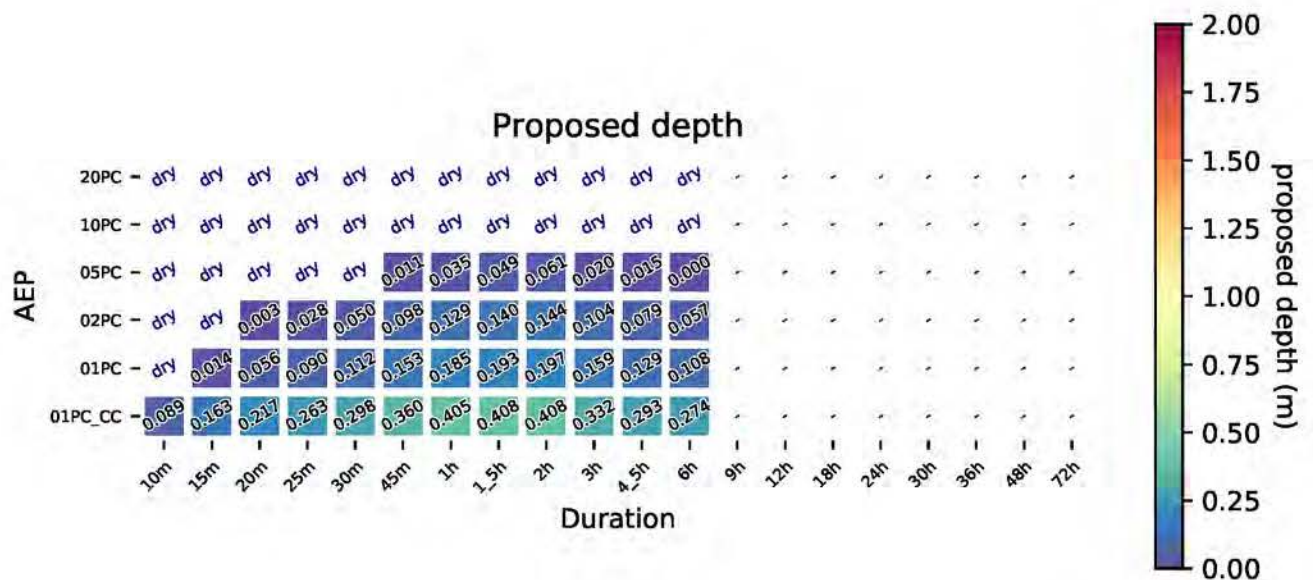 Proposed depth
20PC dry dry dry dry dry dry dry dry dry dry dry dry - - - - - - - -
10PC dry dry dry dry dry dry dry dry dry dry dry dry - - - - - - - -
05PC dry dry dry dry dry 0.011 0.035 0.049 0.061 0.020 0.015 0.000 - - - - - - - -
02PC dry dry 0.003 0.028 0.050 0.098 0.129 0.140 0.144 0.104 0.079 0.057 - - - - - - - -
01PC dry 0.014 0.056 0.090 0.112 0.153 0.185 0.193 0.197 0.159 0.129 0.108 - - - - - - - -
01PC_CC 0.089 0.163 0.217 0.263 0.298 0.360 0.405 0.408 0.408 0.332 0.293 0.274 - - - - - - - -
AEP
10m 15m 20m 25m 30m 45m 1h 1_5h 2h 3h 4_5h 6h 9h 12h 18h 24h 30h 36h 48h 72h
Duration
2.00
1.75
1.50
1.25
1.00
0.75
0.50
0.25
0.00
proposed depth (m)